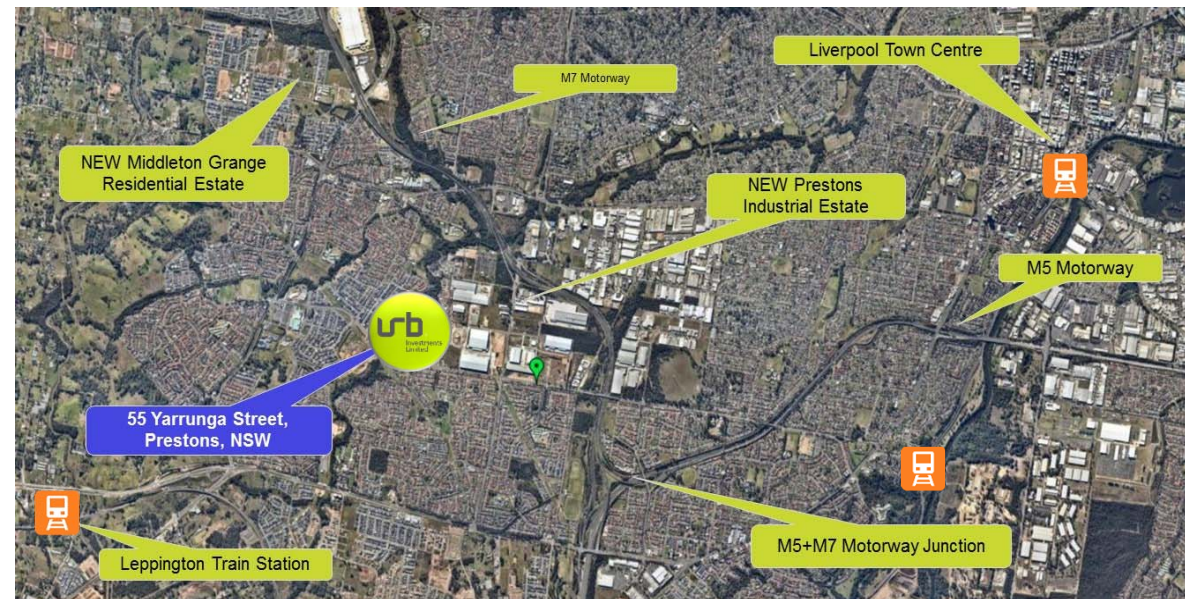 Liverpool Town Centre
M7 Motorway
NEW Middleton Grange
Residential Estate
NEW Prestons
Industrial Estate
M5 Motorway
urb
Investments
Limited
55 Yarrunga Street,
Prestons, NSW
M5+M7 Motorway Junction
Leppington Train Station